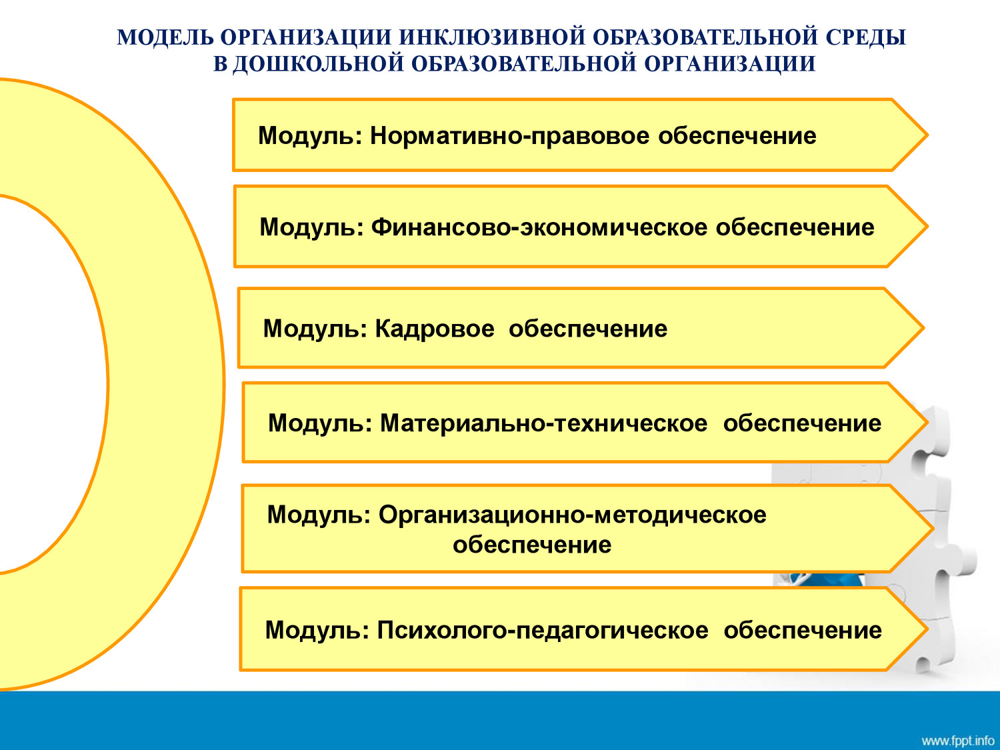 МОДЕЛЬ ОРГАНИЗАЦИИ ИНКЛЮЗИВНОЙ ОБРАЗОВАТЕЛЬНОЙ СРЕДЫ
В ДОШКОЛЬНОЙ ОБРАЗОВАТЕЛЬНОЙ ОРГАНИЗАЦИИ
Модуль: Нормативно-правовое обеспечение
Модуль: Финансово-экономическое обеспечение
Модуль: Кадровое обеспечение
Модуль: Материально-техническое обеспечение
Модуль: Организационно-методическое
обеспечение
Модуль: Психолого-педагогическое обеспечение
www.fppt.info